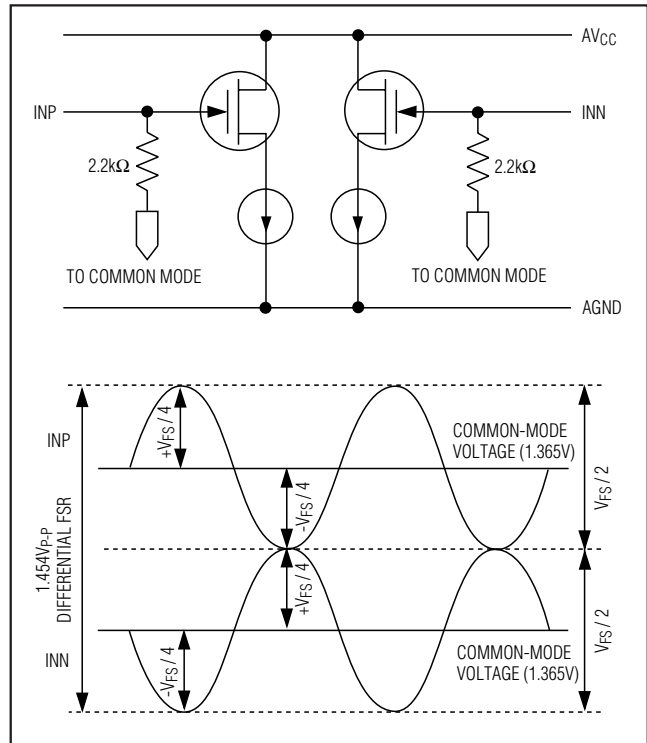 AVCC
INP
INN
2.2kΩ
2.2kΩ
TO COMMON MODE
TO COMMON MODE
AGND
INP
+VFS / 4
COMMON-MODE
VOLTAGE (1.365V)
-VFS / 4
VFS / 2
1.454VP-P
DIFFERENTIAL FSR
+VFS / 4
INN
-VFS / 4
COMMON-MODE
VOLTAGE (1.365V)
VFS / 2